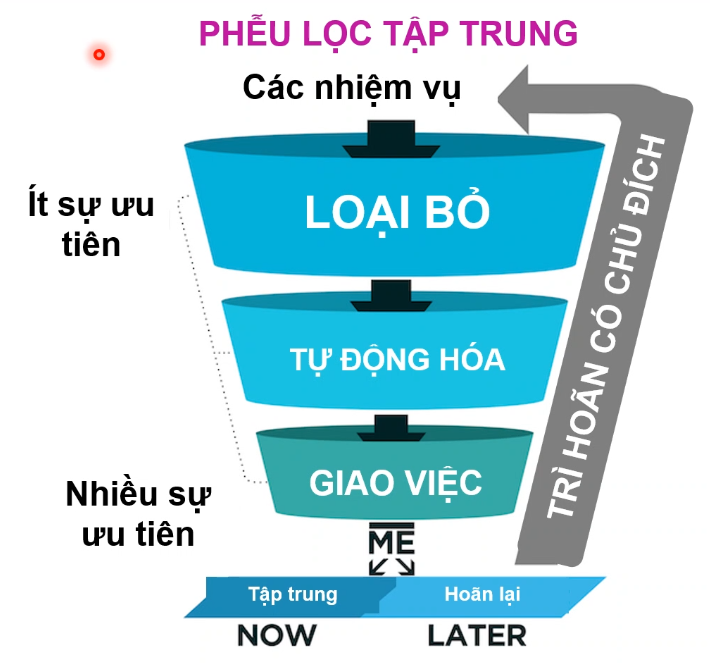 PHỄU LỌC TẬP TRUNG
Các nhiệm vụ
LOẠI BỎ
Ít sự ưu
tiên
TỰ ĐỘNG HÓA
TRÌ HOÃN CÓ CHỦ ĐÍCH
GIAO VIỆC
Nhiều sự
ưu tiên
ME
Tập trung
Hoãn lại
NOW
LATER